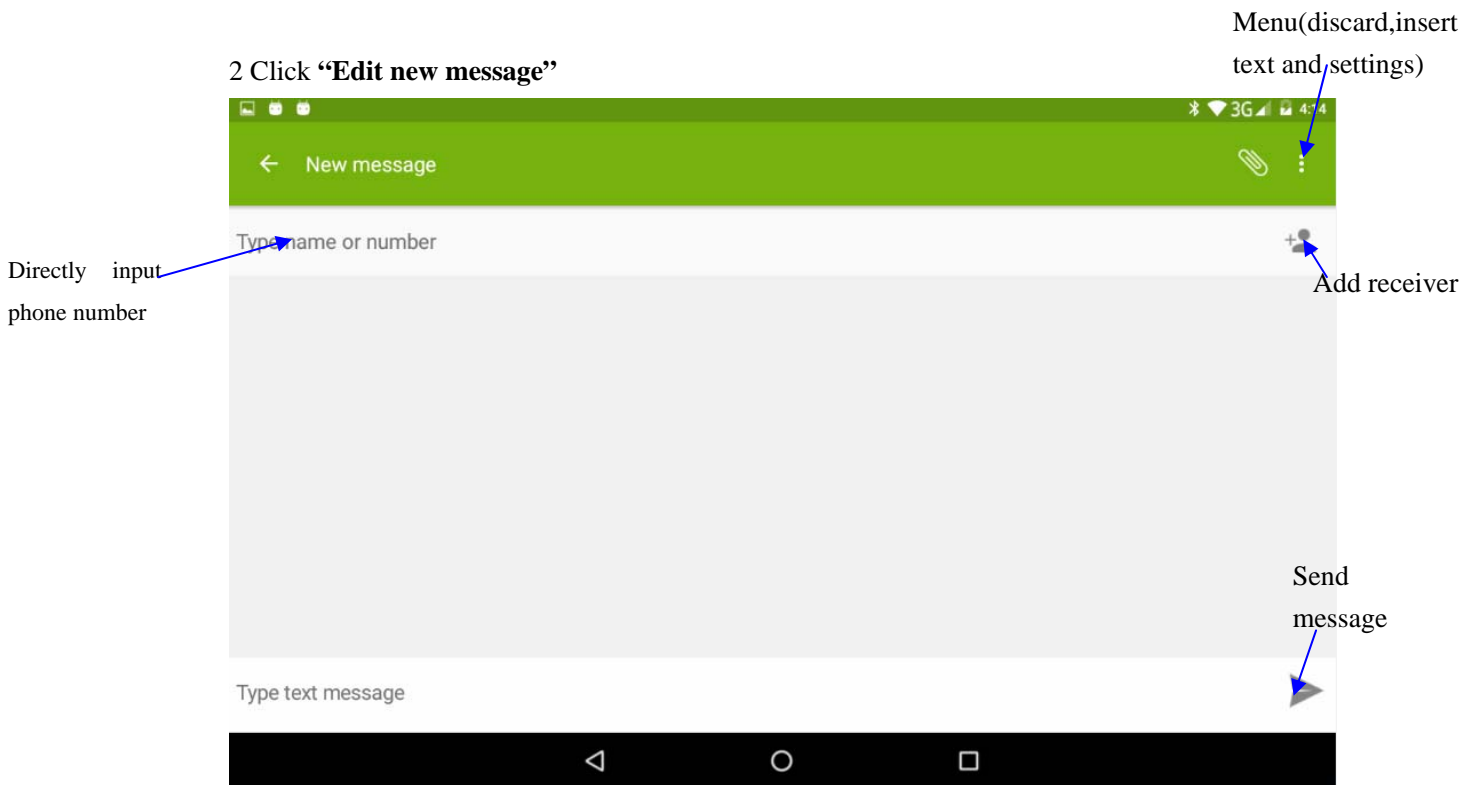 Menu(discard,insert
text and settings)
2 Click “Edit new message”
3G 4:14
New message
Type name or number
Directly input
phone number
Add receiver
Send
message
Type text message